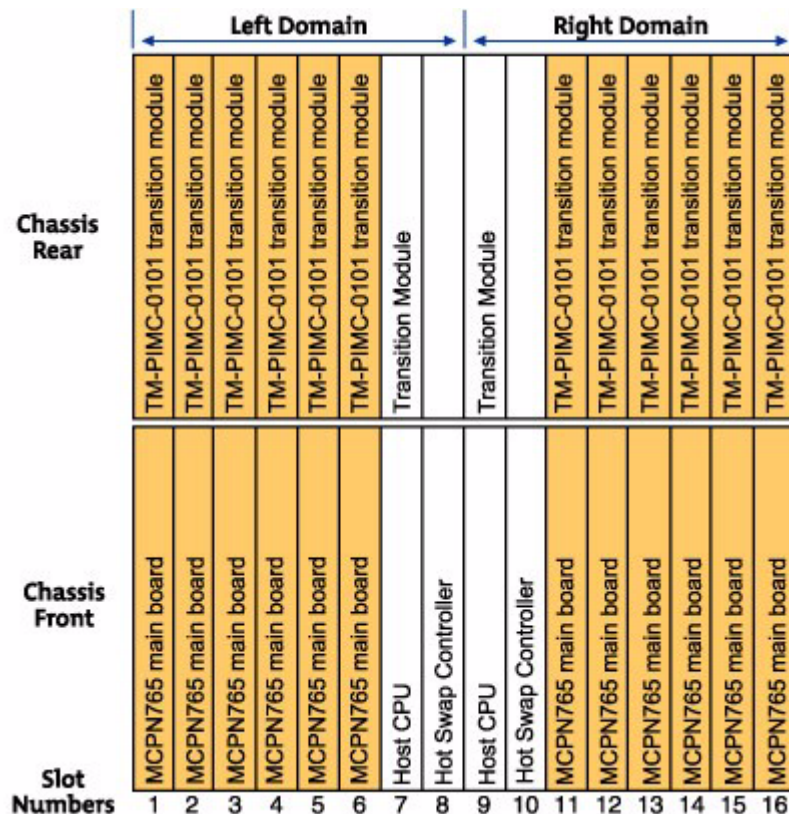 Left Domain
Right Domain
Chassis
Rear
TM-PIMC-0101 transition module
TM-PIMC-0101 transition module
TM-PIMC-0101 transition module
TM-PIMC-0101 transition module
TM-PIMC-0101 transition module
TM-PIMC-0101 transition module
Transition Module
Transition Module
TM-PIMC-0101 transition module
TM-PIMC-0101 transition module
TM-PIMC-0101 transition module
TM-PIMC-0101 transition module
TM-PIMC-0101 transition module
TM-PIMC-0101 transition module
Chassis
Front
MCPN765 main board
MCPN765 main board
MCPN765 main board
MCPN765 main board
MCPN765 main board
MCPN765 main board
Host CPU
Hot Swap Controller
Host CPU
Hot Swap Controller
MCPN765 main board
MCPN765 main board
MCPN765 main board
MCPN765 main board
MCPN765 main board
MCPN765 main board
Slot
Numbers
1 2 3 4 5 6 7 8 9 10 11 12 13 14 15 16